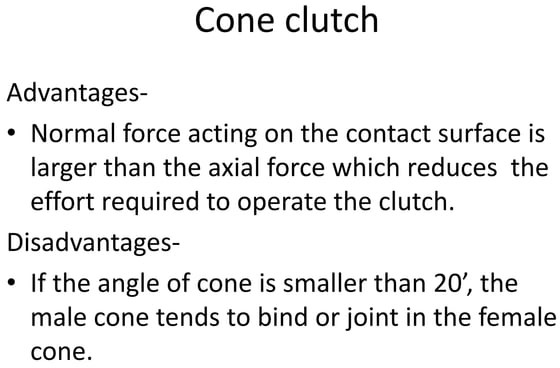 Cone clutch
Advantages-
• Normal force acting on the contact surface is
larger than the axial force which reduces the
effort required to operate the clutch.
Disadvantages-
• If the angle of cone is smaller than 20’, the
male cone tends to bind or joint in the female
cone.